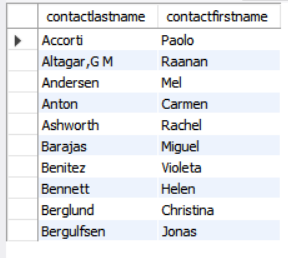 contactlastname contactfirstname
Accorti Paolo
Altagar,G M Raanan
Andersen Mel
Anton Carmen
Ashworth Rachel
Barajas Miguel
Benitez Violeta
Bennett Helen
Berglund Christina
Bergulfsen Jonas